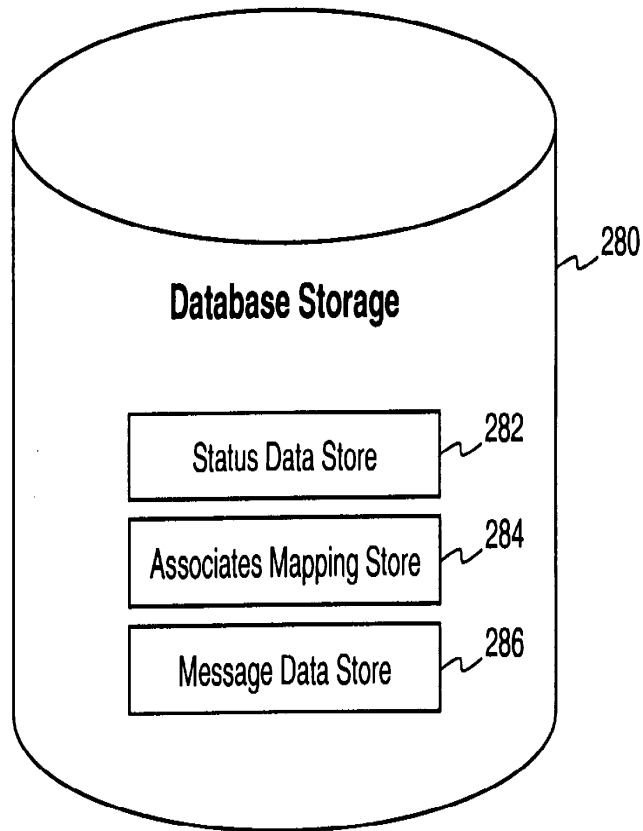 280
Database Storage
282
Status Data Store
284
Associates Mapping Store
286
Message Data Store